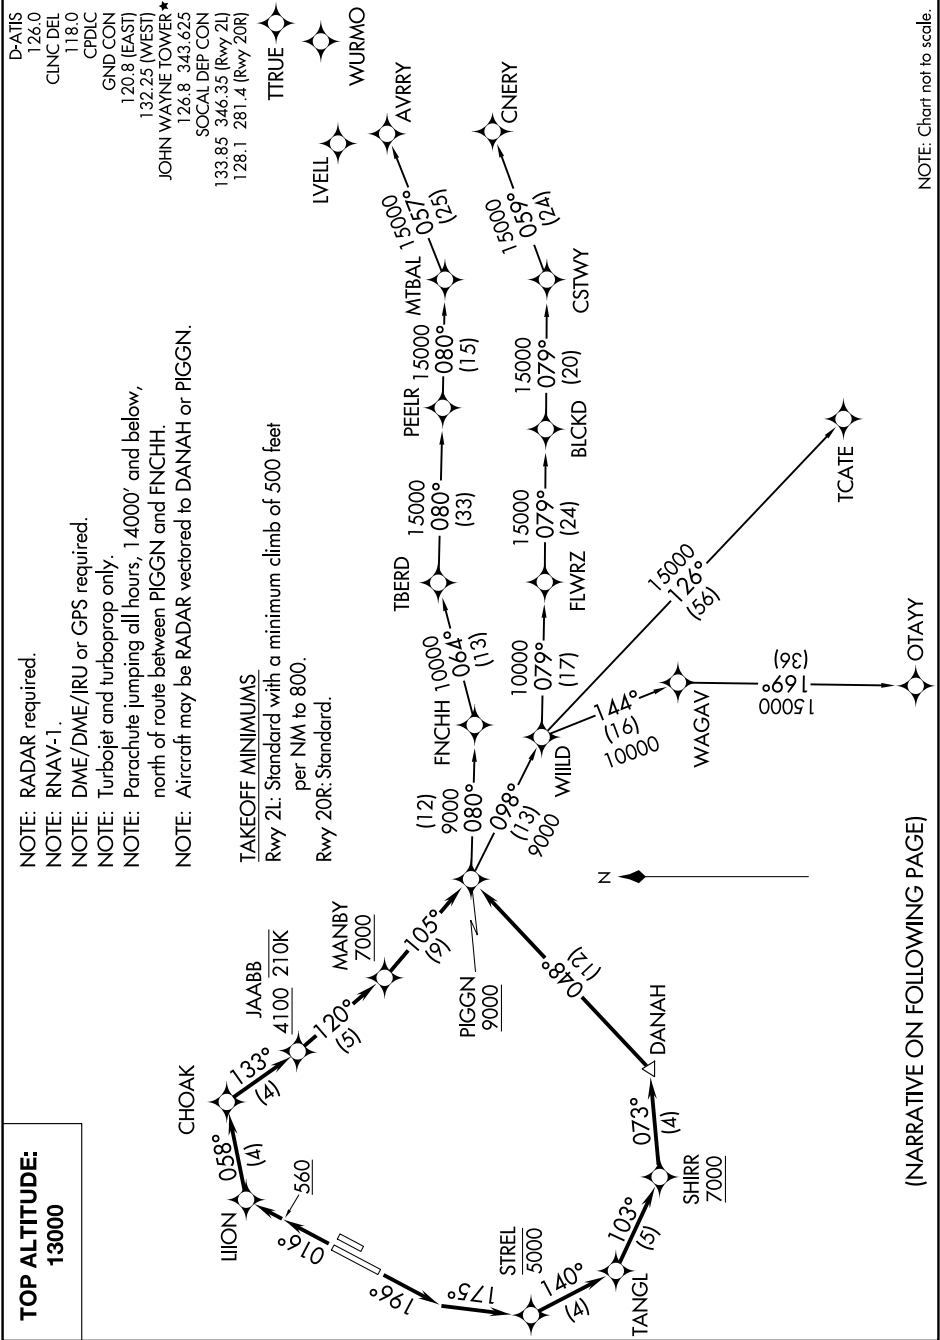 TOP ALTITUDE:
13000
NOTE: RADAR required.
NOTE: RNAV-1.
NOTE: DME/DME/IRU or GPS required.
NOTE: Turbojet and turboprop only.
NOTE: Parachute jumping all hours, 14000' and below,
north of route between PIGGN and FNCHH.
NOTE: Aircraft may be RADAR vectored to DANAH or PIGGN.
TAKEOFF MINIMUMS
Rwy 2L: Standard with a minimum climb of 500 feet
per NM to 800.
Rwy 20R: Standard.
D-ATIS
126.0
CLNC DEL
118.0
CPDLC
GND CON
120.8 (EAST)
132.25 (WEST)
JOHN WAYNE TOWER★
126.8 343.625
SOCAL DEP CON
133.85 346.35 (Rwy 2L)
128.1 281.4 (Rwy 20R)
TTRUE
WURMO
LVELL
AVRRY
CNERY
LIION
016°
560
058°
(4)
CHOAK
133°
(4)
JAABB
4100 210K
120°
(5)
MANBY
7000
105°
(9)
PIGGN
9000
196°
175°
STREL
5000
140°
(4)
TANGL
103°
(5)
SHIRR
7000
073°
(4)
DANAH
048°
(12)
(12)
9000
080°
FNCHH
10000
064°
(13)
TBERD
15000
080°
(33)
PEELR
15000
080°
(15)
MTBAL
15000
057°
(25)
098°
(13)
9000
WIILD
10000
079°
(17)
FLWRZ
15000
079°
(24)
BLCKD
15000
079°
(20)
CSTWY
15000
059°
(24)
144°
(16)
10000
WAGAV
15000
169°
(36)
OTAYY
15000
126°
(56)
TCATE
N
(NARRATIVE ON FOLLOWING PAGE)
NOTE: Chart not to scale.